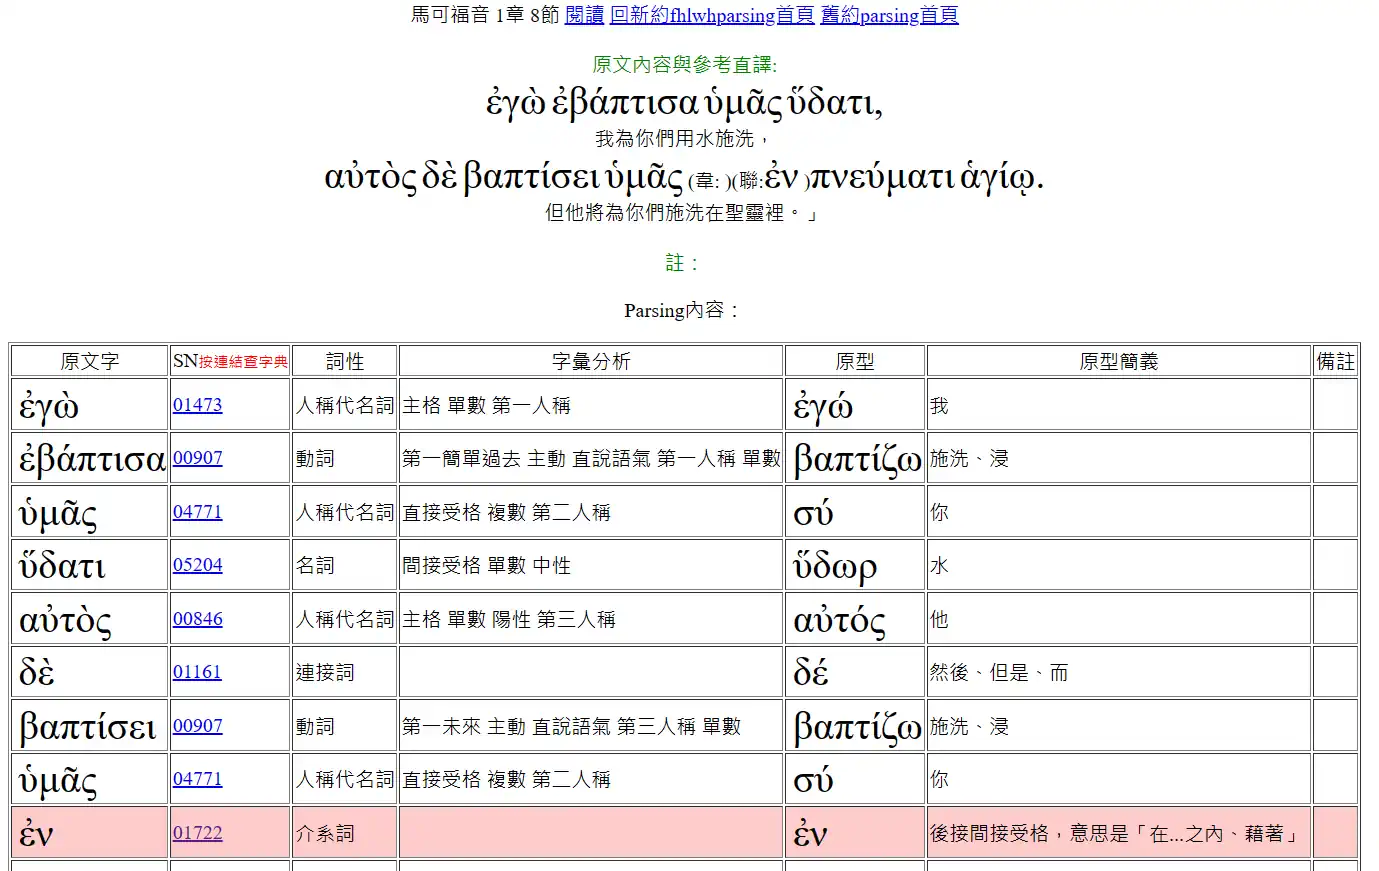 馬可福音 1章 8節 閱讀 回新約fhlwhparsing首頁 舊約parsing首頁
原文內容與參考直譯:
ἐγὼ ἐβάπτισα ὑμᾶς ὕδατι,
我為你們用水施洗，
αὐτὸς δὲ βαπτίσει ὑμᾶς (韋: )(聯:ἐν )πνεύματι ἁγίῳ.
但他將為你們施洗在聖靈裡。」
註：
Parsing內容：
原文字 SN按連結查字典 詞性 字彙分析 原型 原型簡義 備註
ἐγὼ 01473 人稱代名詞 主格 單數 第一人稱 ἐγώ 我
ἐβάπτισα 00907 動詞 第一簡單過去 主動 直說語氣 第一人稱 單數 βαπτίζω 施洗、浸
ὑμᾶς 04771 人稱代名詞 直接受格 複數 第二人稱 σύ 你
ὕδατι 05204 名詞 間接受格 單數 中性 ὕδωρ 水
αὐτὸς 00846 人稱代名詞 主格 單數 陽性 第三人稱 αὐτός 他
δὲ 01161 連接詞 δέ 然後、但是、而
βαπτίσει 00907 動詞 第一未來 主動 直說語氣 第三人稱 單數 βαπτίζω 施洗、浸
ὑμᾶς 04771 人稱代名詞 直接受格 複數 第二人稱 σύ 你
ἐν 01722 介系詞 ἐν 後接間接受格，意思是「在...之內、藉著」